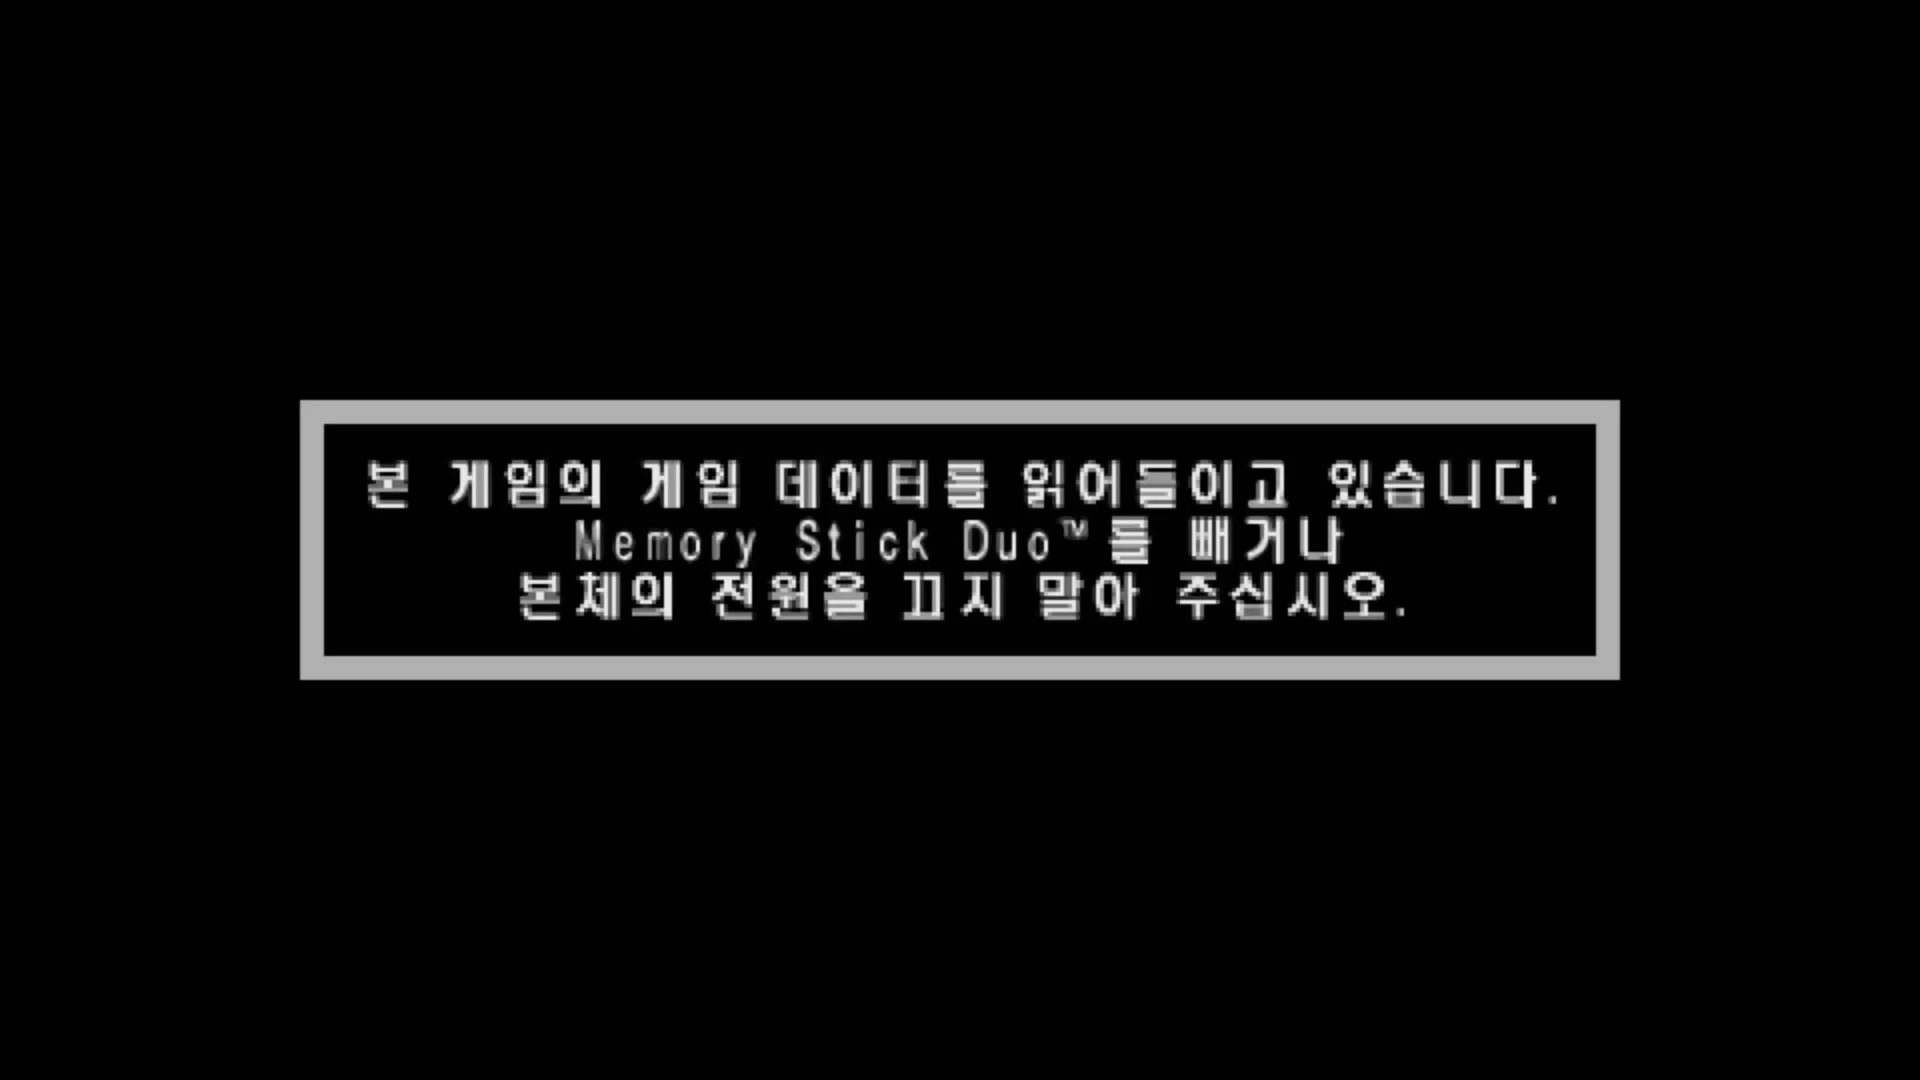 본 게임의 게임 데이터를 읽어들이고 있습니다.
Memory Stick Duo™를 빼거나
본체의 전원을 끄지 말아 주십시오.